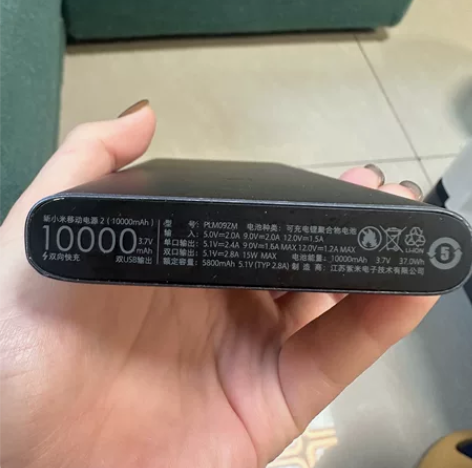 新小米移动电源 2 (10000mAh)
10000 3.7V mAh
双向快充 双USB输出
型 号: PLM09ZM 电池种类: 可充电锂聚合物电池
输 入: 5.0V=2.0A 9.0V=2.0A 12.0V=1.5A
单口输出: 5.1V=2.4A 9.0V=1.6A MAX 12.0V=1.2A MAX
双口输出: 5.1V=2.8A 15W MAX 电池能量: 10000mAh 3.7V 37.0Wh
额定容量: 5800mAh 5.1V (TYP 2.8A) 制 造 商: 江苏紫米电子技术有限公司
Li-ion
5